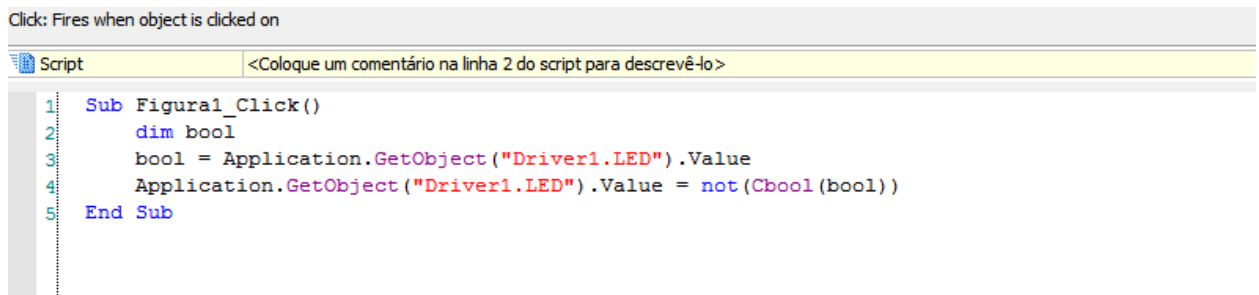 Click: Fires when object is clicked on
Script <Coloque um comentário na linha 2 do script para descrevê-lo>
1 Sub Figura1_Click()
2 dim bool
3 bool = Application.GetObject("Driver1.LED").Value
4 Application.GetObject("Driver1.LED").Value = not(Cbool(bool))
5 End Sub